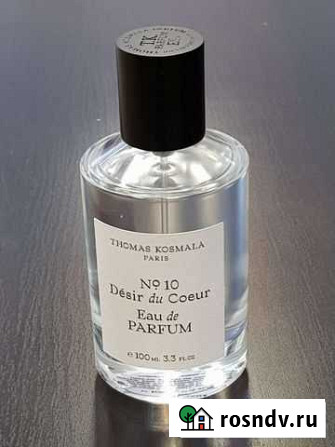 TK
THOMAS KOSMALA
PARIS
Nº 10
Désir du Coeur
Eau de
PARFUM
e 100 ML 3.3 FL.OZ
rosndv.ru